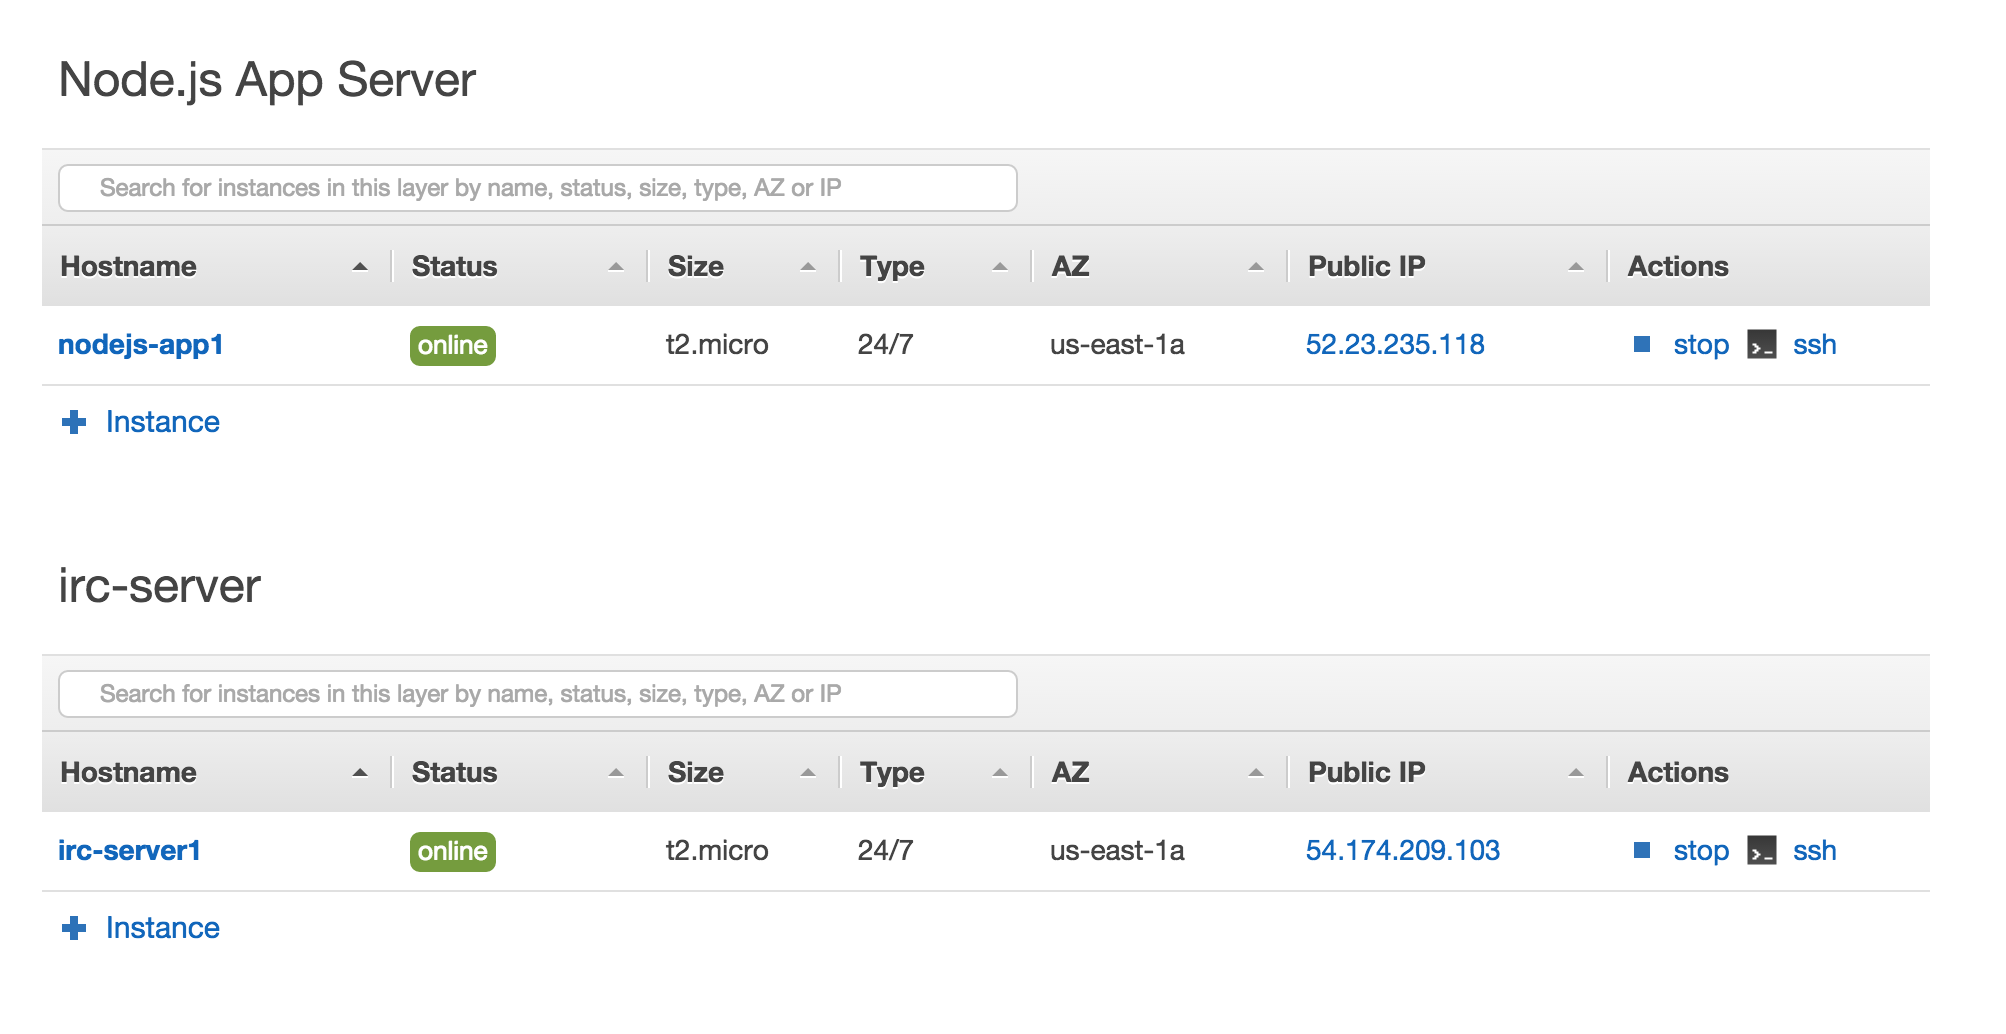 Node.js App Server
Search for instances in this layer by name, status, size, type, AZ or IP
Hostname Status Size Type AZ Public IP Actions
nodejs-app1 online t2.micro 24/7 us-east-1a 52.23.235.118 stop ssh
Instance
irc-server
Search for instances in this layer by name, status, size, type, AZ or IP
Hostname Status Size Type AZ Public IP Actions
irc-server1 online t2.micro 24/7 us-east-1a 54.174.209.103 stop ssh
Instance